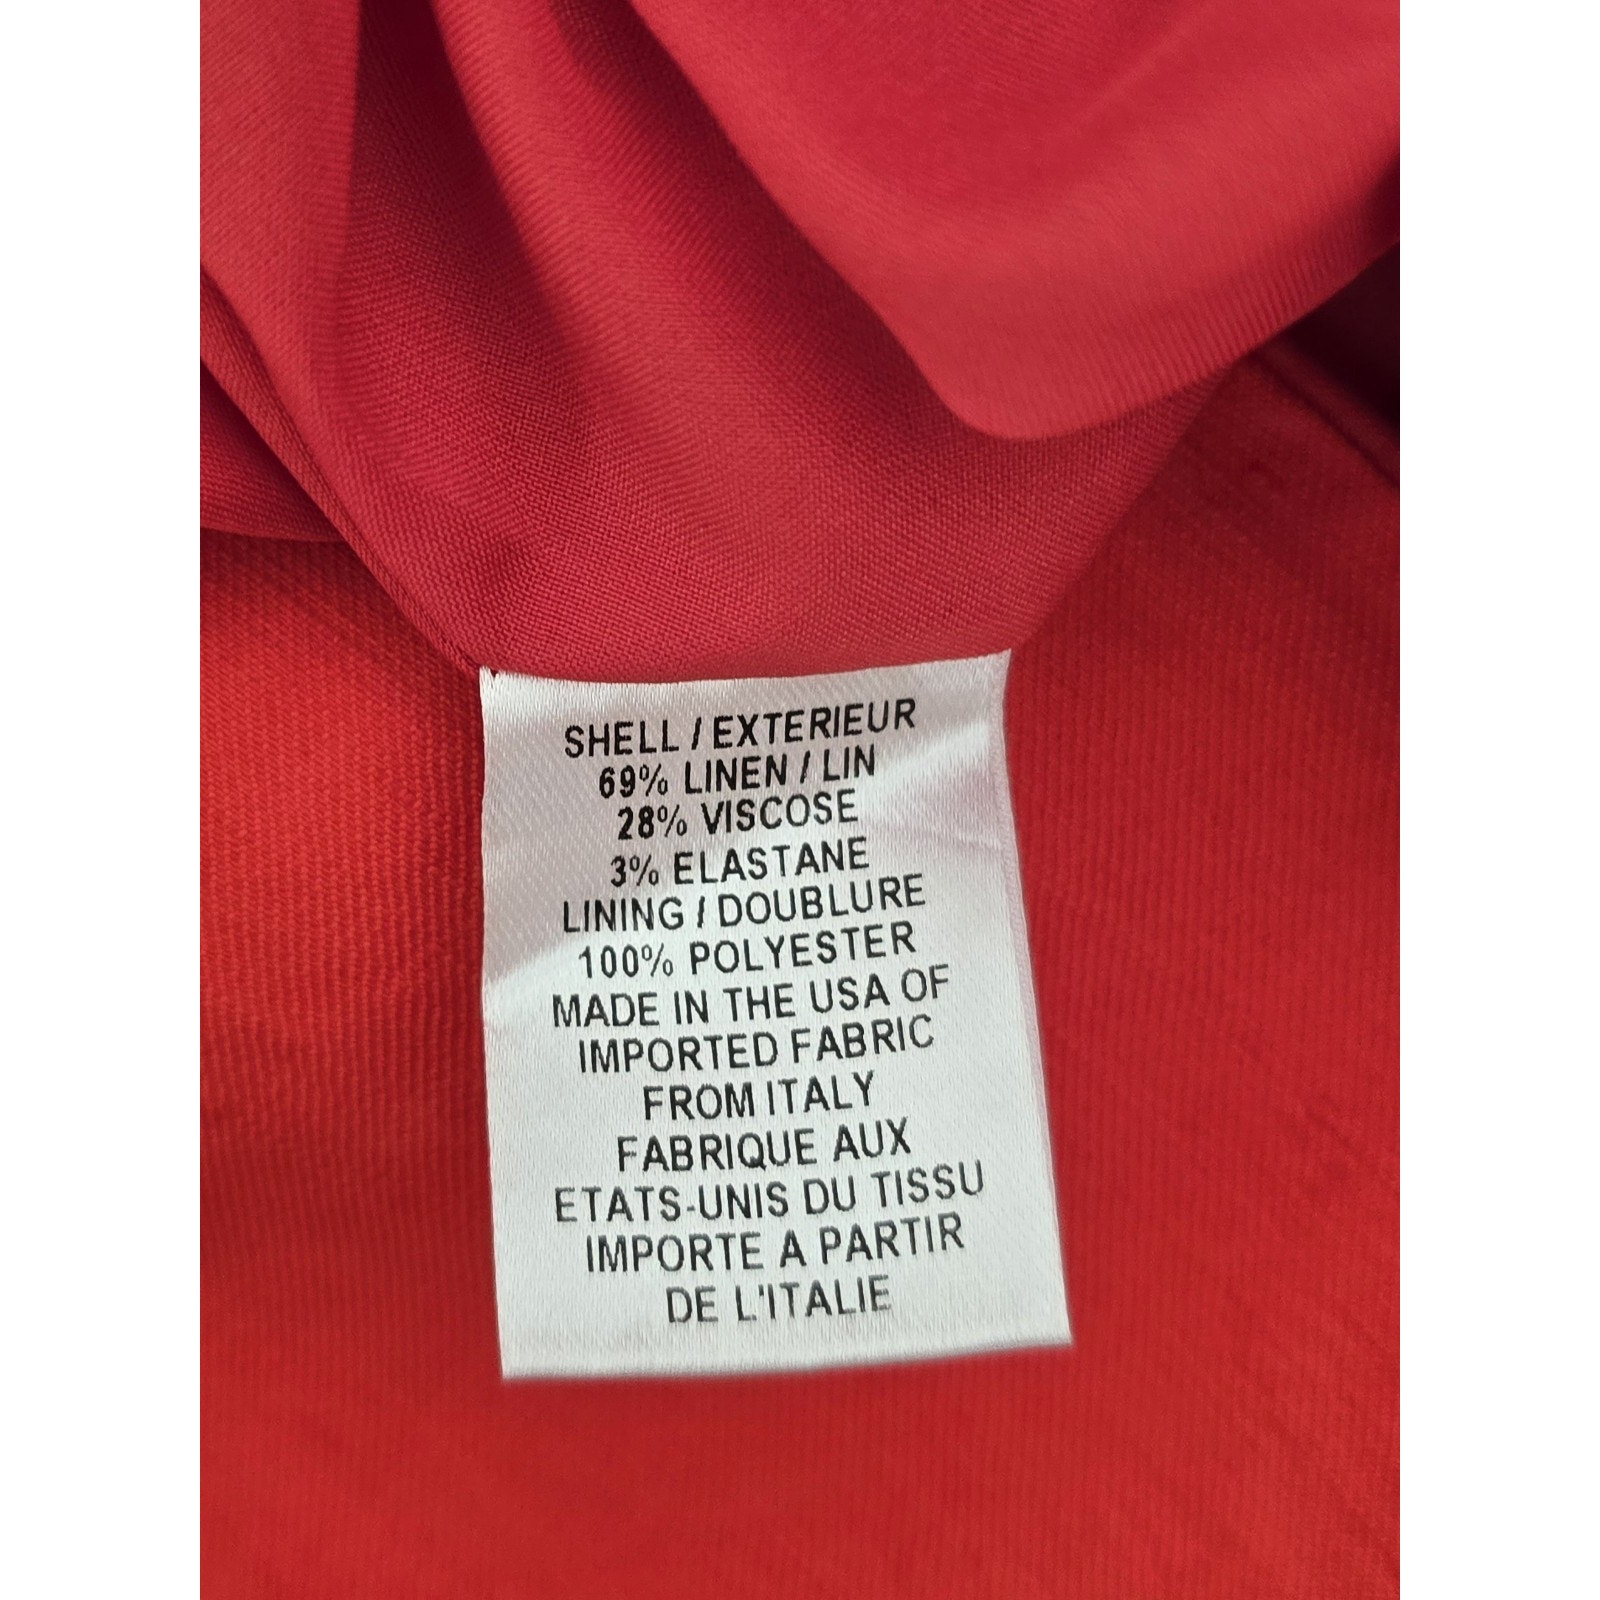 SHELL / EXTERIEUR
69% LINEN / LIN
28% VISCOSE
3% ELASTANE
LINING / DOUBLURE
100% POLYESTER
MADE IN THE USA OF
IMPORTED FABRIC
FROM ITALY
FABRIQUE AUX
ETATS-UNIS DU TISSU
IMPORTE A PARTIR
DE L'ITALIE